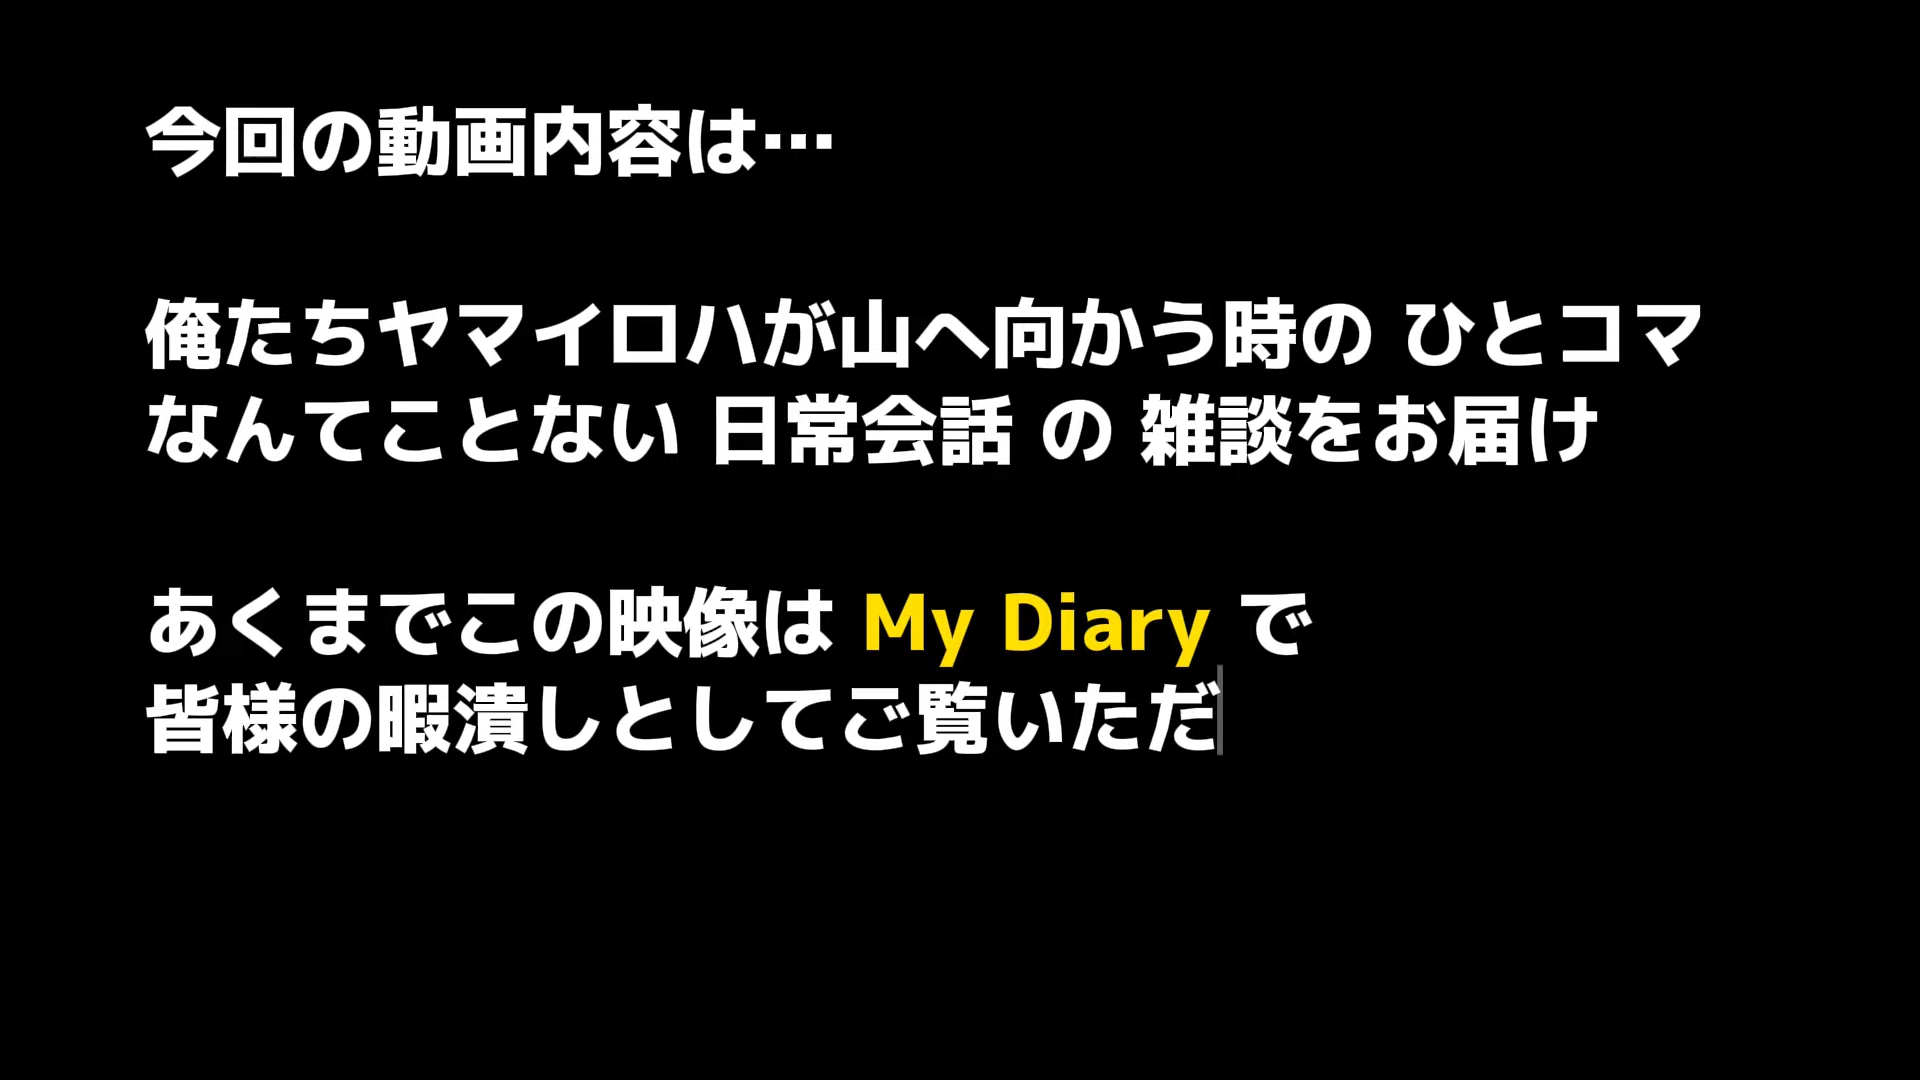 今回の動画内容は…
俺たちヤマイロハが山へ向かう時の ひとコマ
なんてことない 日常会話 の 雑談をお届け
あくまでこの映像は My Diary で
皆様の暇潰しとしてご覧いただ